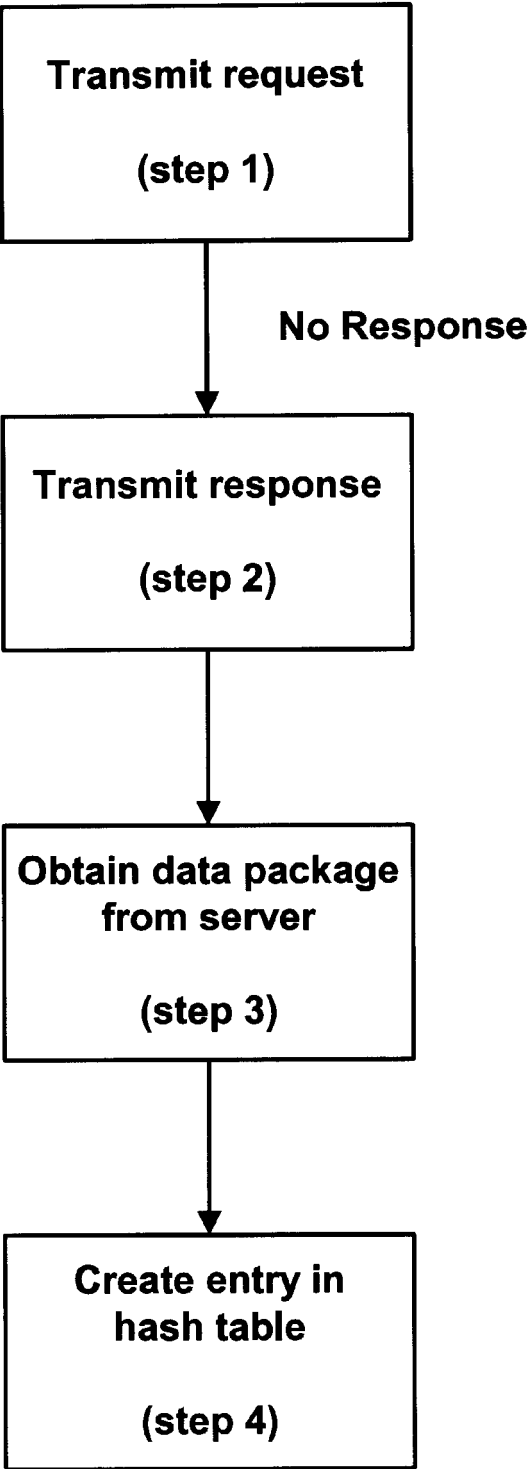 Transmit request
(step 1)
No Response
Transmit response
(step 2)
Obtain data package
from server
(step 3)
Create entry in
hash table
(step 4)